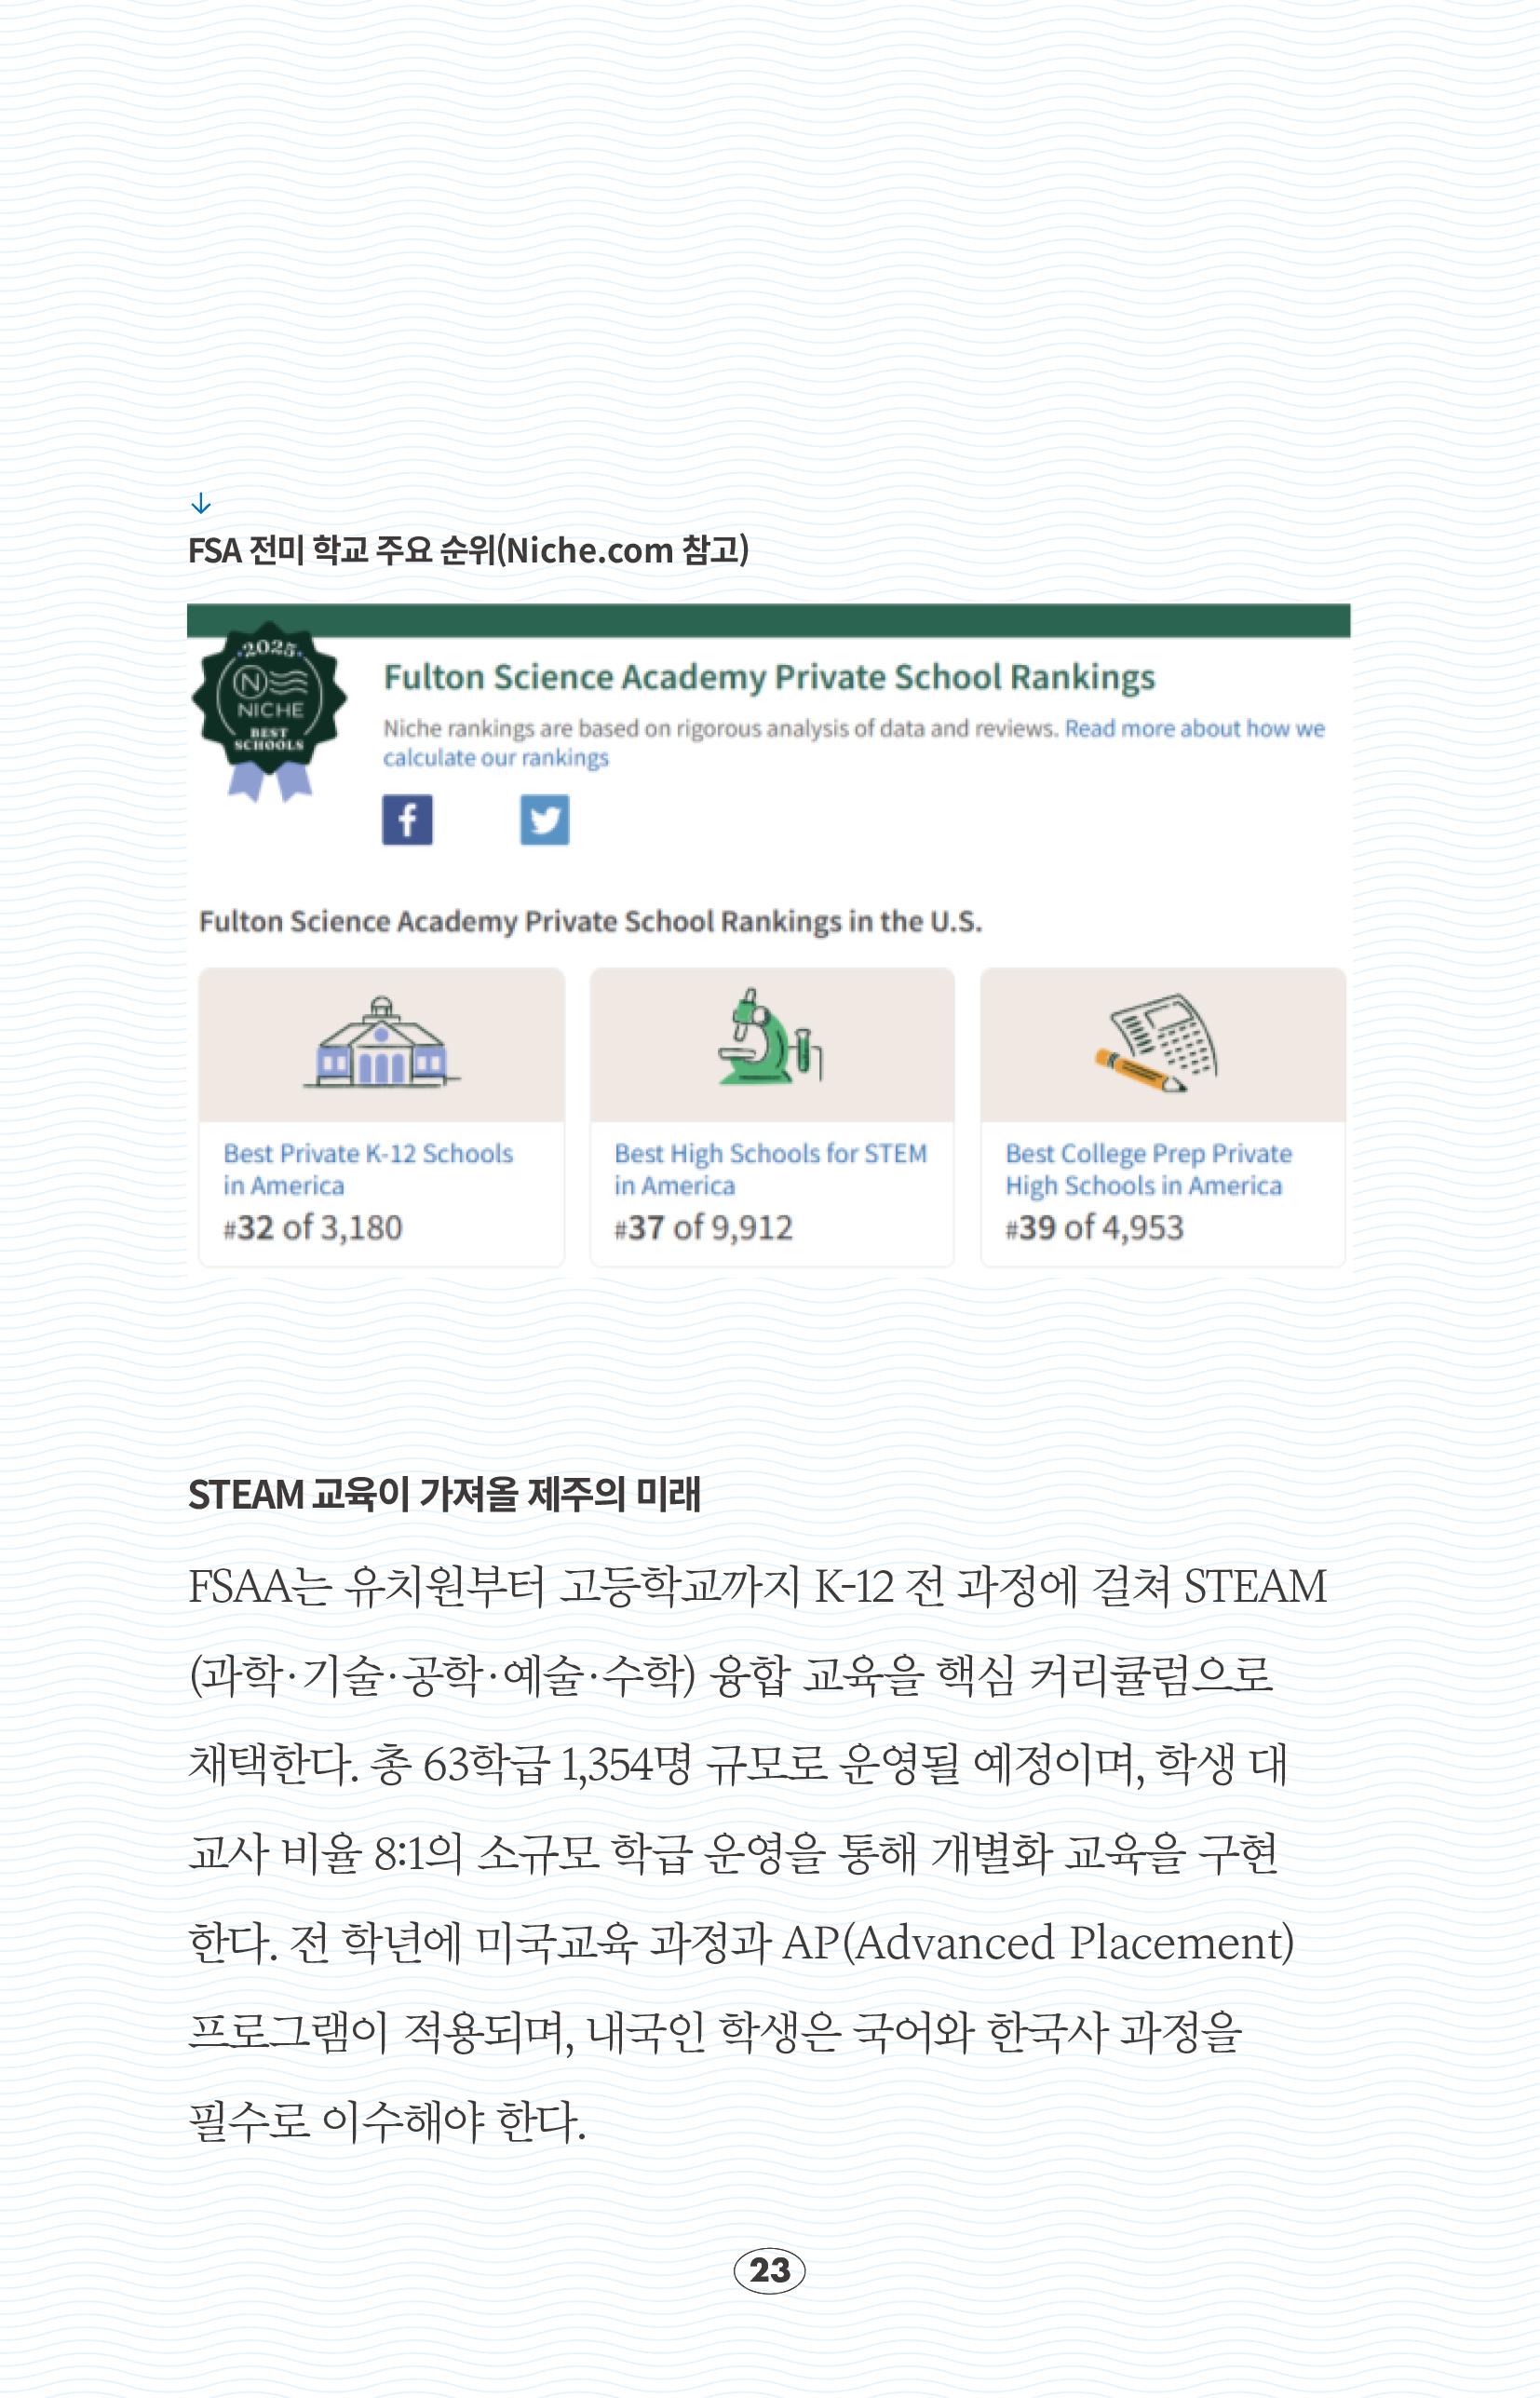 ↓
FSA 전미 학교 주요 순위(Niche.com 참고)
2025
N
NICHE
BEST
SCHOOLS
Fulton Science Academy Private School Rankings
Niche rankings are based on rigorous analysis of data and reviews. Read more about how we
calculate our rankings
Fulton Science Academy Private School Rankings in the U.S.
Best Private K-12 Schools
in America
#32 of 3,180
Best High Schools for STEM
in America
#37 of 9,912
Best College Prep Private
High Schools in America
#39 of 4,953
STEAM 교육이 가져올 제주의 미래
FSAA는 유치원부터 고등학교까지 K-12 전 과정에 걸쳐 STEAM
(과학·기술·공학·예술·수학) 융합 교육을 핵심 커리큘럼으로
채택한다. 총 63학급 1,354명 규모로 운영될 예정이며, 학생 대
교사 비율 8:1의 소규모 학급 운영을 통해 개별화 교육을 구현
한다. 전 학년에 미국교육 과정과 AP(Advanced Placement)
프로그램이 적용되며, 내국인 학생은 국어와 한국사 과정을
필수로 이수해야 한다.
23